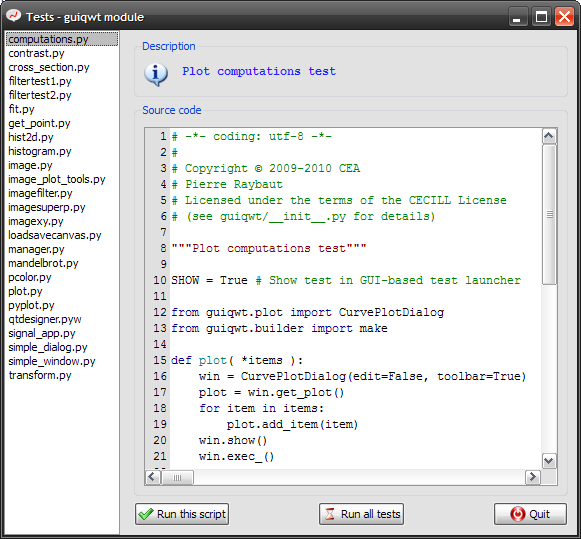 Tests - guiqwt module
computations.py
contrast.py
cross_section.py
filtertest1.py
filtertest2.py
fit.py
get_point.py
hist2d.py
histogram.py
image.py
image_plot_tools.py
imagefilter.py
imagesuperp.py
imagexy.py
loadsavecanvas.py
manager.py
mandelbrot.py
pcolor.py
plot.py
pyplot.py
qtdesigner.pyw
signal_app.py
simple_dialog.py
simple_window.py
transform.py
Description
Plot computations test
Source code
1 # -*- coding: utf-8 -*-
2 #
3 # Copyright © 2009-2010 CEA
4 # Pierre Raybaut
5 # Licensed under the terms of the CECILL License
6 # (see guiqwt/__init__.py for details)
7
8 """Plot computations test"""
9
10 SHOW = True # Show test in GUI-based test launcher
11
12 from guiqwt.plot import CurvePlotDialog
13 from guiqwt.builder import make
14
15 def plot( *items ):
16     win = CurvePlotDialog(edit=False, toolbar=True)
17     plot = win.get_plot()
18     for item in items:
19         plot.add_item(item)
20     win.show()
21     win.exec_()
Run this script
Run all tests
Quit